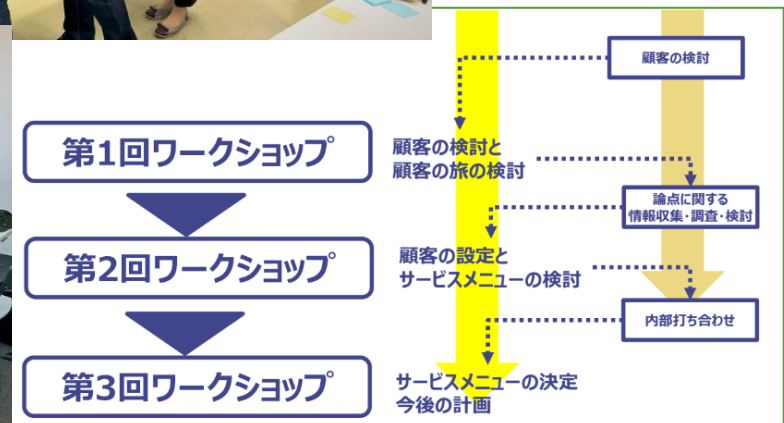 顧客の検討
第1回ワークショップ
顧客の検討と
顧客の旅の検討
論点に関する
情報収集・調査・検討
第2回ワークショップ
顧客の設定と
サービスメニューの検討
内部打ち合わせ
第3回ワークショップ
サービスメニューの決定
今後の計画